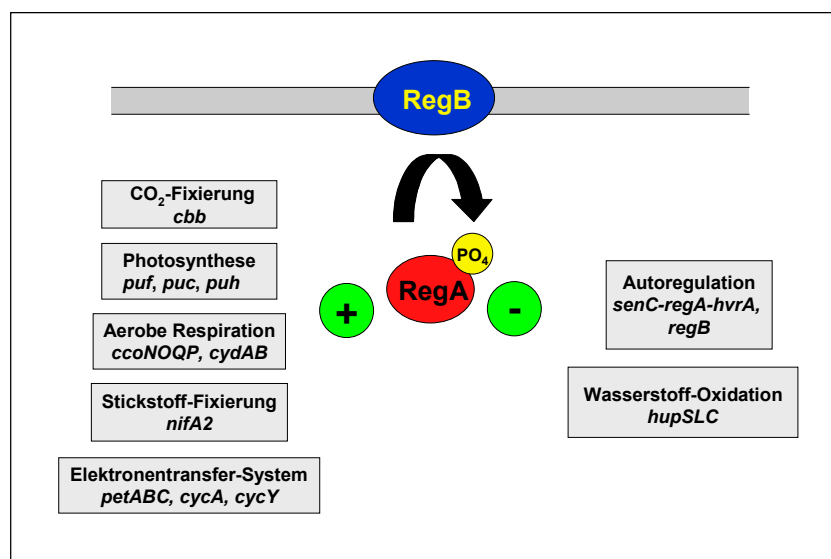 RegB
CO₂-Fixierung
cbb
Photosynthese
puf, puc, puh
Aerobe Respiration
ccoNOQP, cydAB
Stickstoff-Fixierung
nifA2
Elektronentransfer-System
petABC, cycA, cycY
PO₄
RegA
+
-
Autoregulation
senC-regA-hvrA,
regB
Wasserstoff-Oxidation
hupSLC